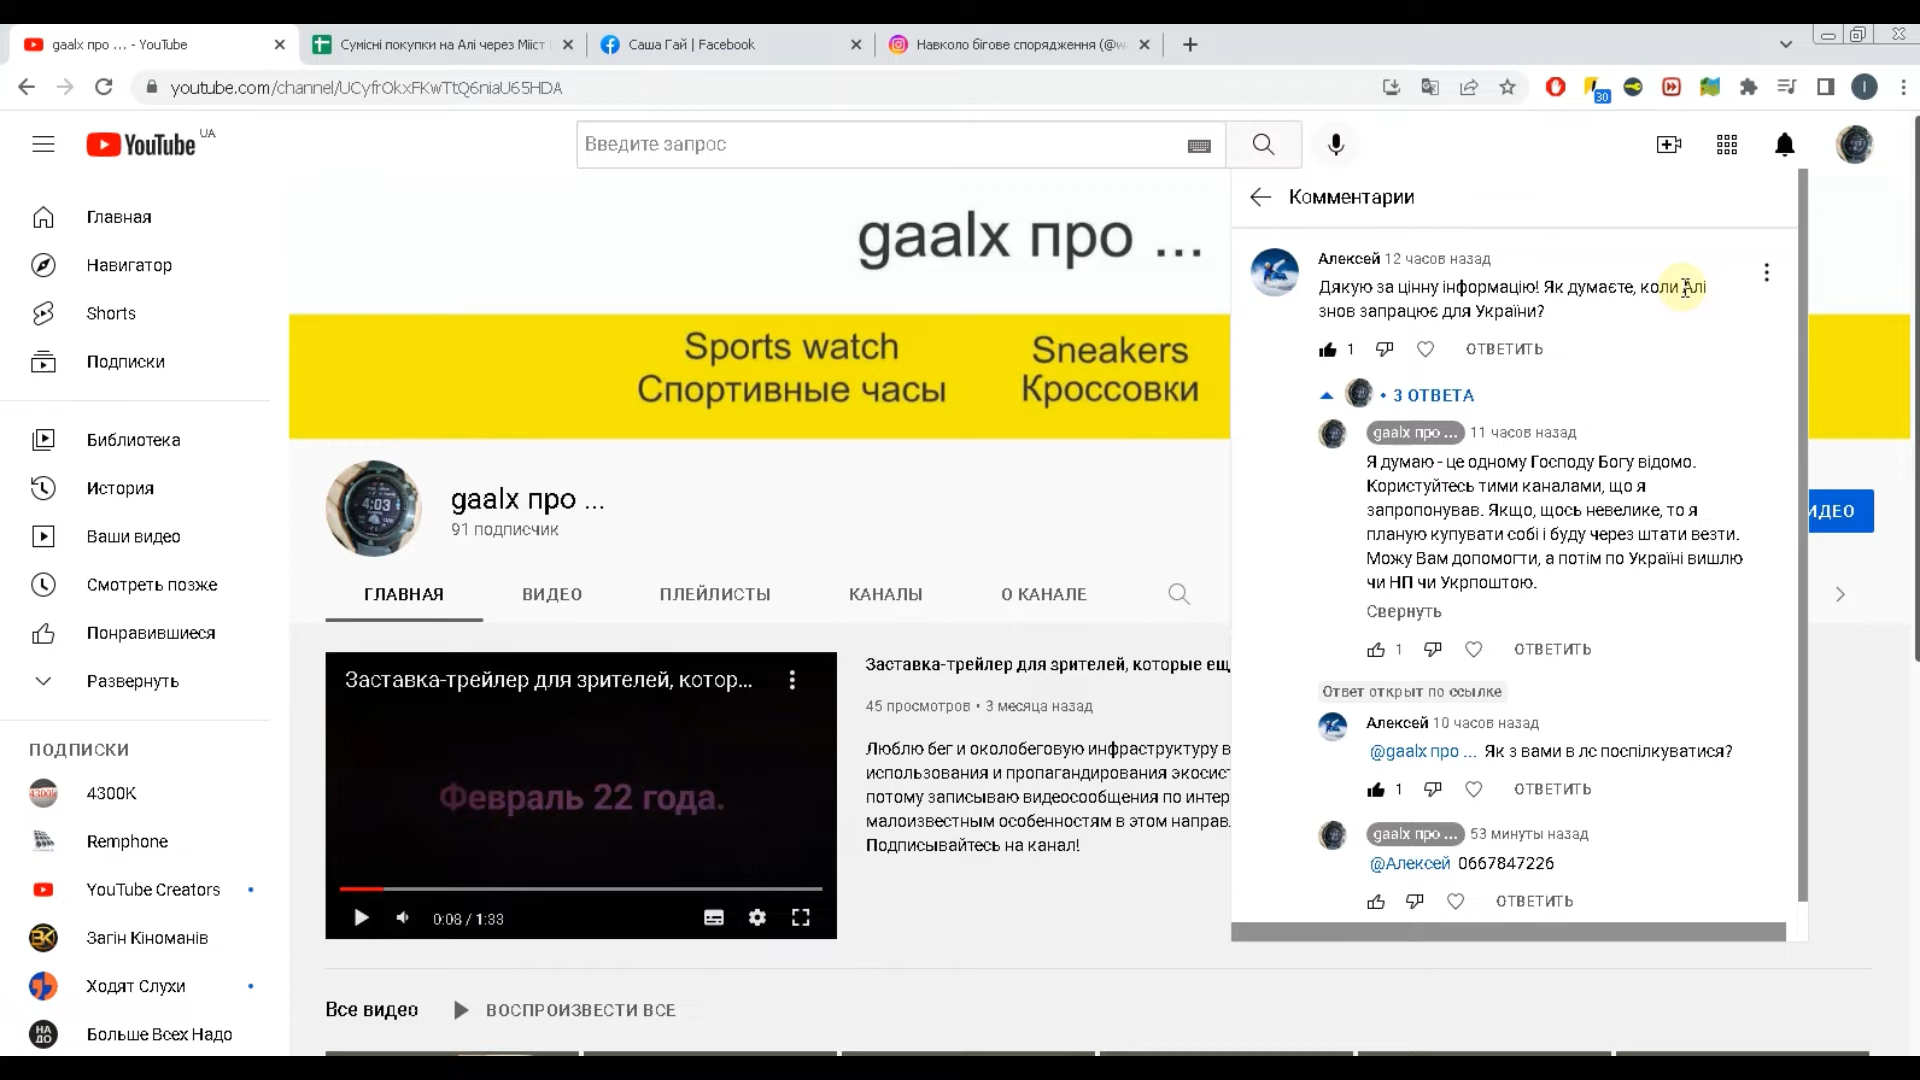 gaalx про ... - YouTube
Сумісні покупки на Алі через Міст
Саша Гай | Facebook
Навколо бігове спорядження (@w
youtube.com/channel/UCyfrOkxFKwTtQ6niaU65HDA
30
I
YouTube
UA
Введите запрос
Главная
Навигатор
Shorts
Подписки
Библиотека
История
Ваши видео
Смотреть позже
Понравившиеся
Развернуть
ПОДПИСКИ
4300K
Remphone
YouTube Creators
Загін Кіноманів
Ходят Слухи
НАДО
Больше Всех Надо
gaalx про ...
Sports watch
Спортивные часы
Sneakers
Кроссовки
4:03
gaalx про ...
91 подписчик
ИДЕО
ГЛАВНАЯ
ВИДЕО
ПЛЕЙЛИСТЫ
КАНАЛЫ
О КАНАЛЕ
Заставка-трейлер для зрителей, котор...
Февраль 22 года.
0:08 / 1:33
Заставка-трейлер для зрителей, которые ещ
45 просмотров • 3 месяца назад
Люблю бег и околобеговую инфраструктуру в
использования и пропагандирования экосист
потому записываю видеосообщения по интер
малоизвестным особенностям в этом направл
Подписывайтесь на канал!
Все видео
ВОСПРОИЗВЕСТИ ВСЕ
Комментарии
Алексей 12 часов назад
Дякую за цінну інформацію! Як думаєте, коли Алі
знов запрацює для України?
1
ОТВЕТИТЬ
• 3 ОТВЕТА
gaalx про ... 11 часов назад
Я думаю - це одному Господу Богу відомо.
Користуйтесь тими каналами, що я
запропонував. Якщо, щось невелике, то я
планую купувати собі і буду через штати везти.
Можу Вам допомогти, а потім по Україні вишлю
чи НП чи Укрпоштою.
Свернуть
1
ОТВЕТИТЬ
Ответ открыт по ссылке
Алексей 10 часов назад
@gaalx про ... Як з вами в лс поспілкуватися?
1
ОТВЕТИТЬ
gaalx про ... 53 минуты назад
@Алексей 0667847226
ОТВЕТИТЬ